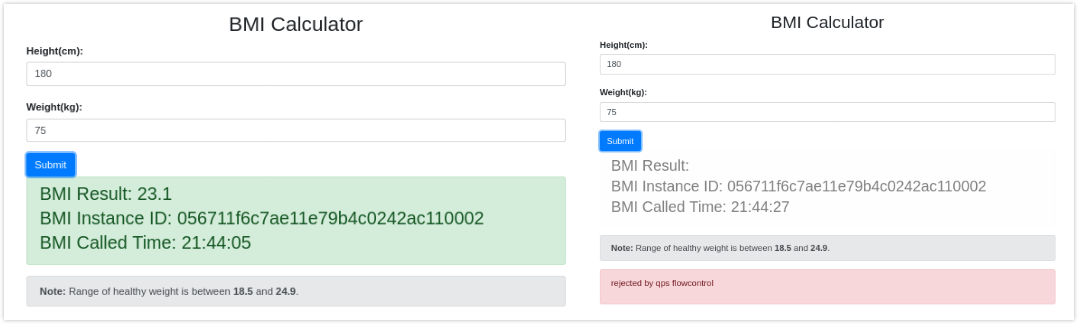 BMI Calculator
Height(cm):
180
Weight(kg):
75
Submit
BMI Result: 23.1
BMI Instance ID: 056711f6c7ae11e79b4c0242ac110002
BMI Called Time: 21:44:05
Note: Range of healthy weight is between 18.5 and 24.9.
BMI Calculator
Height(cm):
180
Weight(kg):
75
Submit
BMI Result:
BMI Instance ID: 056711f6c7ae11e79b4c0242ac110002
BMI Called Time: 21:44:27
Note: Range of healthy weight is between 18.5 and 24.9.
rejected by qps flowcontrol